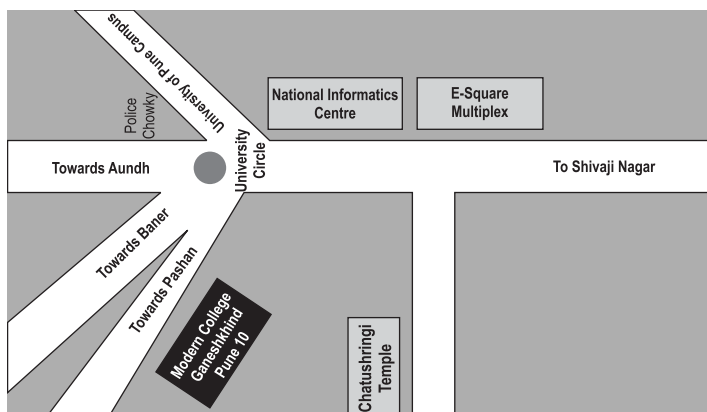 University of Pune Campus
Police
Chowky
National Informatics
Centre
E-Square
Multiplex
Towards Aundh
University
Circle
To Shivaji Nagar
Towards Baner
Towards Pashan
Modern College
Ganeshkhind
Pune 10
Chatushringi
Temple